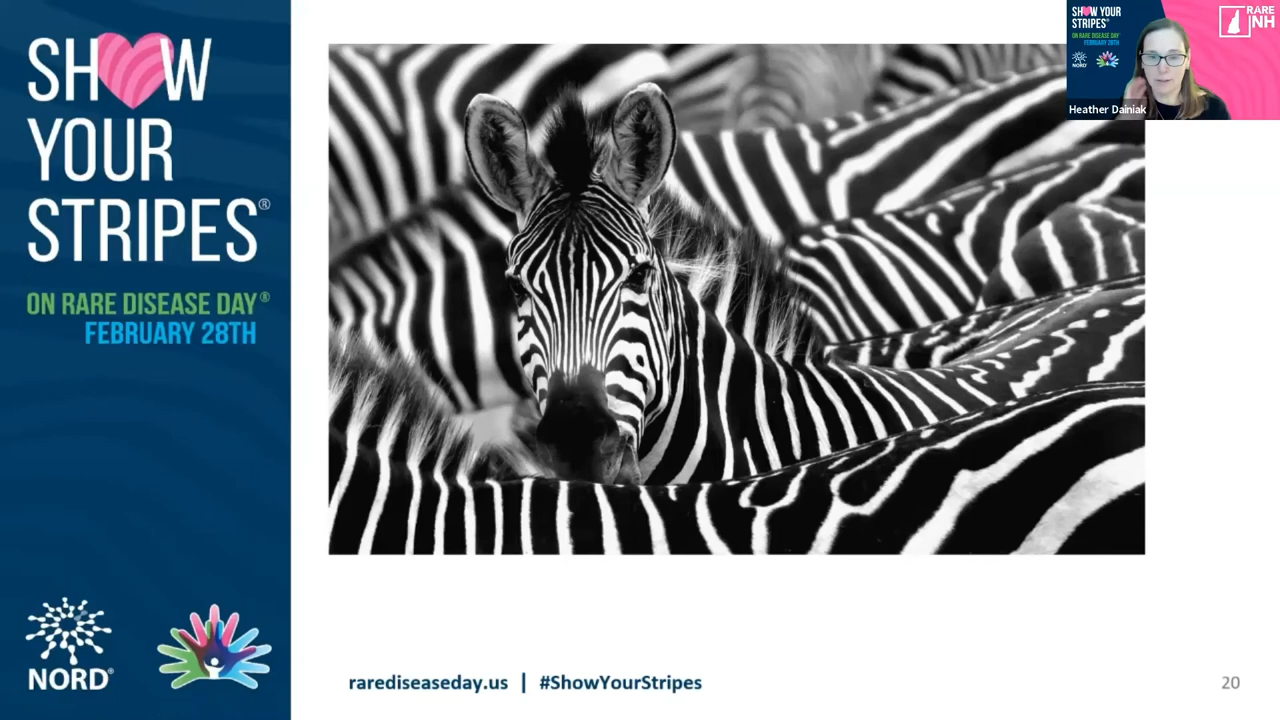 SHOW
YOUR
STRIPES®
ON RARE DISEASE DAY®
FEBRUARY 28TH
NORD®
rarediseaseday.us | #ShowYourStripes
20
SHOW YOUR
STRIPES®
ON RARE DISEASE DAY
FEBRUARY 28TH
NORD
RARE
NH
Heather Dainiak